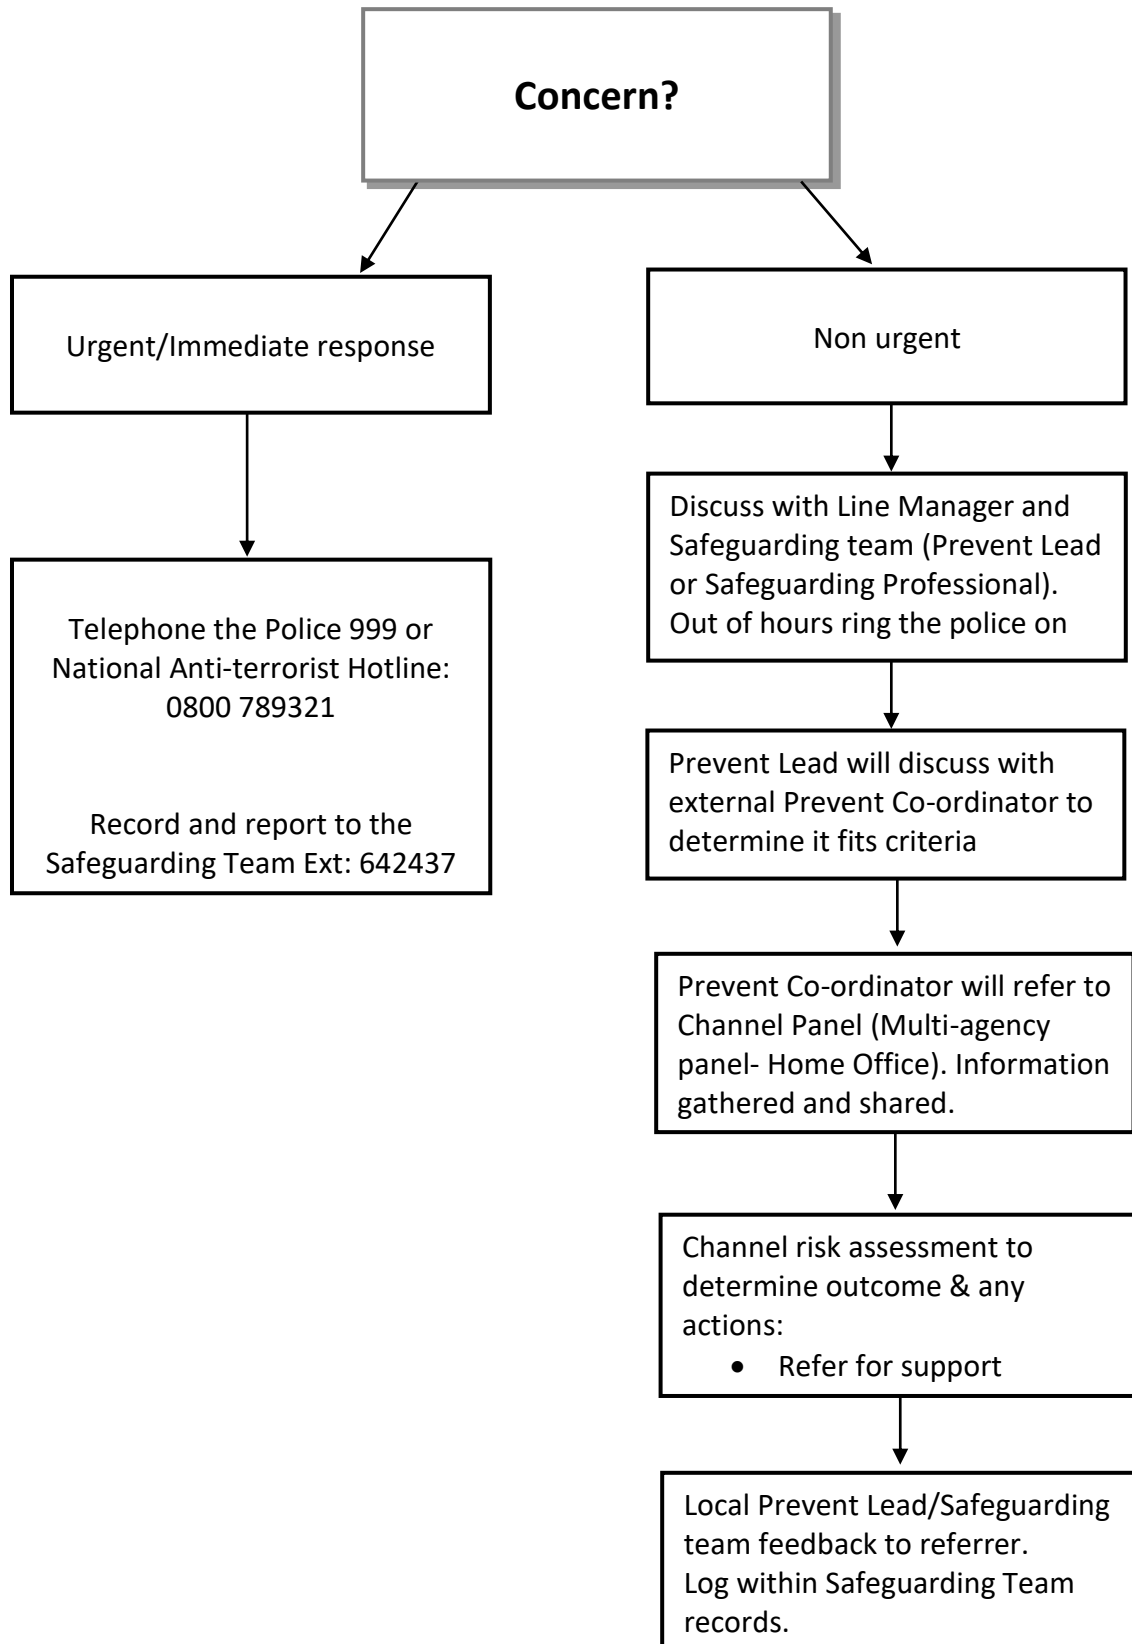 Concern?
Urgent/Immediate response
Telephone the Police 999 or
National Anti-terrorist Hotline:
0800 789321
Record and report to the
Safeguarding Team Ext: 642437
Non urgent
Discuss with Line Manager and
Safeguarding team (Prevent Lead
or Safeguarding Professional).
Out of hours ring the police on
Prevent Lead will discuss with
external Prevent Co-ordinator to
determine it fits criteria
Prevent Co-ordinator will refer to
Channel Panel (Multi-agency
panel- Home Office). Information
gathered and shared.
Channel risk assessment to
determine outcome & any
actions:
• Refer for support
Local Prevent Lead/Safeguarding
team feedback to referrer.
Log within Safeguarding Team
records.